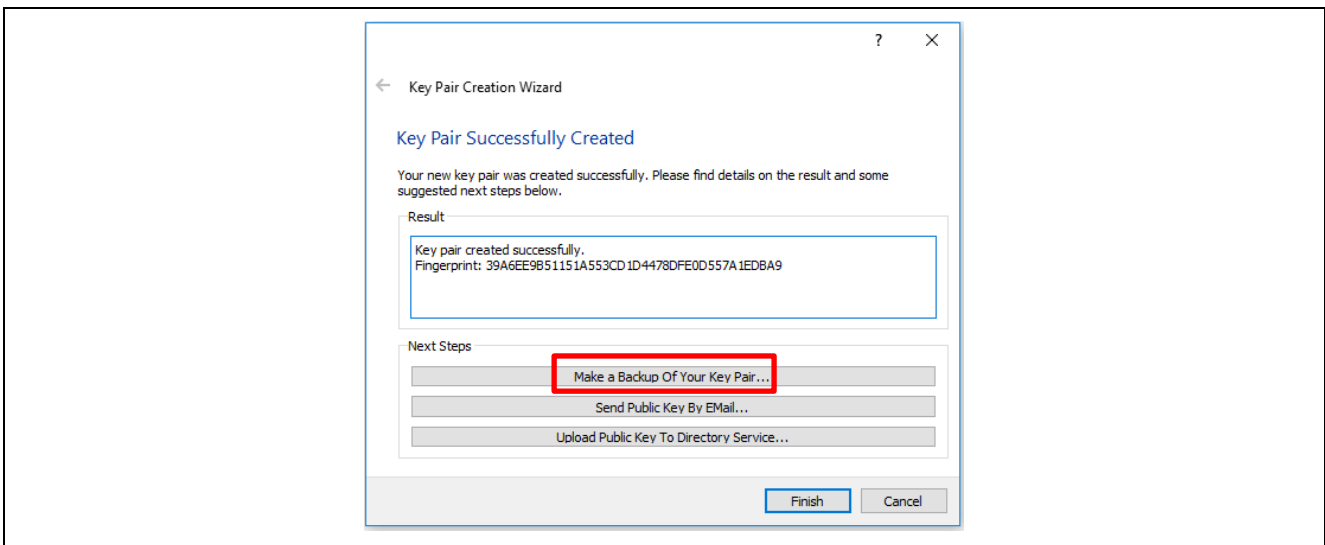 ?
Key Pair Creation Wizard
Key Pair Successfully Created
Your new key pair was created successfully. Please find details on the result and some
suggested next steps below.
Result
Key pair created successfully.
Fingerprint: 39A6EE9B51151A553CD1D4478DFE0D557A1EDBA9
Next Steps
Make a Backup Of Your Key Pair...
Send Public Key By EMail...
Upload Public Key To Directory Service...
Finish Cancel